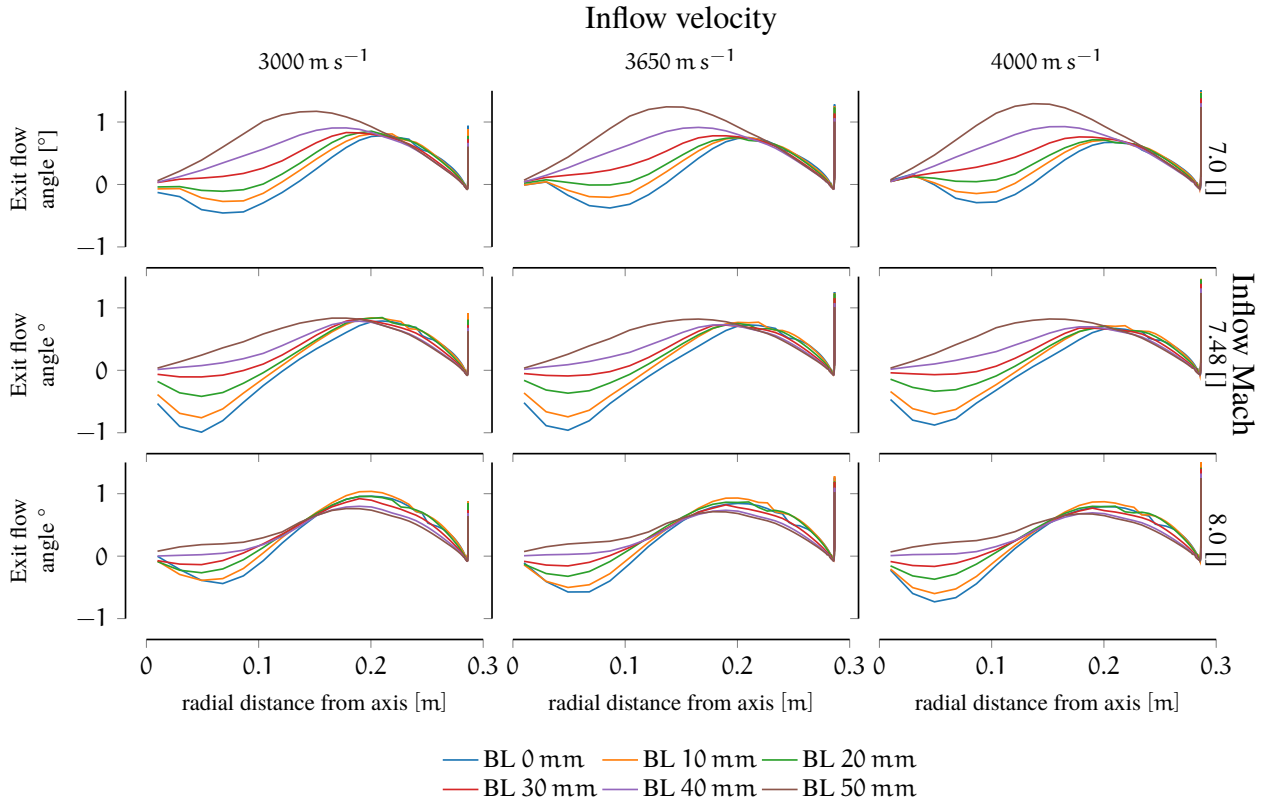 Inflow velocity
3000 m s−1
3650 m s−1
4000 m s−1
Exit flow
angle [°]
1
0
−1
7.0 []
Exit flow
angle °
1
0
−1
7.48 []
Inflow Mach
Exit flow
angle °
1
0
−1
8.0 []
0 0.1 0.2 0.3
0.1 0.2 0.3
0.1 0.2 0.3
radial distance from axis [m]
radial distance from axis [m]
radial distance from axis [m]
BL 0 mm BL 10 mm BL 20 mm
BL 30 mm BL 40 mm BL 50 mm